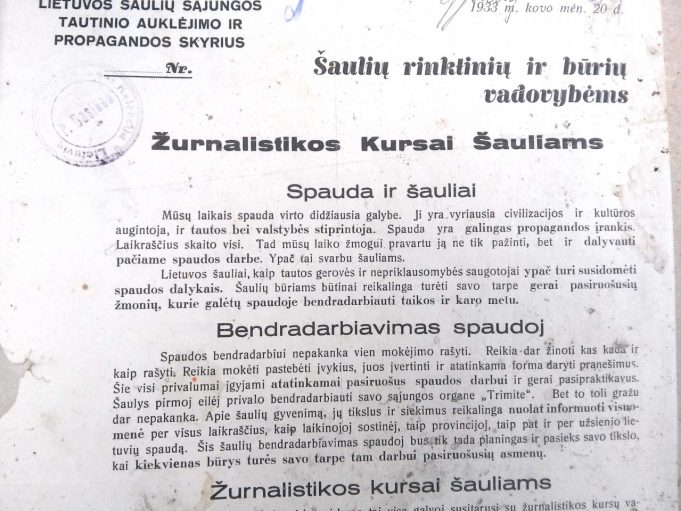 LIETUVOS ŠAULIŲ SĄJUNGOS
TAUTINIO AUKLĖJIMO IR
PROPAGANDOS SKYRIUS
Nr.
1933 m. kovo mėn. 20 d.
Šaulių rinktinių ir būrių
vadovybėms
Žurnalistikos Kursai Šauliams
Spauda ir šauliai
Mūsų laikais spauda virto didžiausia galybe. Ji yra vyriausia civilizacijos ir kultūros
augintoja, ir tautos bei valstybės stiprintoja. Spauda yra galingas propagandos įrankis.
Laikraščius skaito visi. Tad mūsų laiko žmogui pravartu ją ne tik pažinti, bet ir dalyvauti
pačiame spaudos darbe. Ypač tai svarbu šauliams.
Lietuvos šauliai, kaip tautos gerovės ir nepriklausomybės saugotojai ypač turi susidomėti
spaudos dalykais. Šaulių būriams būtinai reikalinga turėti savo tarpe gerai pasiruošusių
žmonių, kurie galėtų spaudoje bendradarbiauti taikos ir karo metu.
Bendradarbiavimas spaudoj
Spaudos bendradarbiui nepakanka vien mokėjimo rašyti. Reikia dar žinoti kas kada ir
kaip rašyti. Reikia mokėti pastebėti įvykius, juos įvertinti ir atatinkama forma daryti pranešimus.
Šie visi privalumai įgyjami atatinkamai pasiruošus spaudos darbui ir gerai pasipraktikavus.
Šaulys pirmoj eilėj privalo bendradarbiauti savo sąjungos organe „Trimite“. Bet to toli gražu
dar nepakanka. Apie šaulių gyvenimą, jų tikslus ir siekimus reikalinga nuolat informuoti visuo-
menė per visus laikraščius, kaip laikinojoj sostinėj, taip provincijoj, taip pat ir per užsienio lie-
tuvių spaudą. Šis šaulių bendradarbiavimas spaudoj bus tik tada planingas ir pasieks savo tikslo,
kai kiekvienas būrys turės savo tarpe tam darbui pasiruošusių asmenų.
Žurnalistikos kursai šauliams
tai visa galvoj susitarusi su žurnalistikos kursų va-